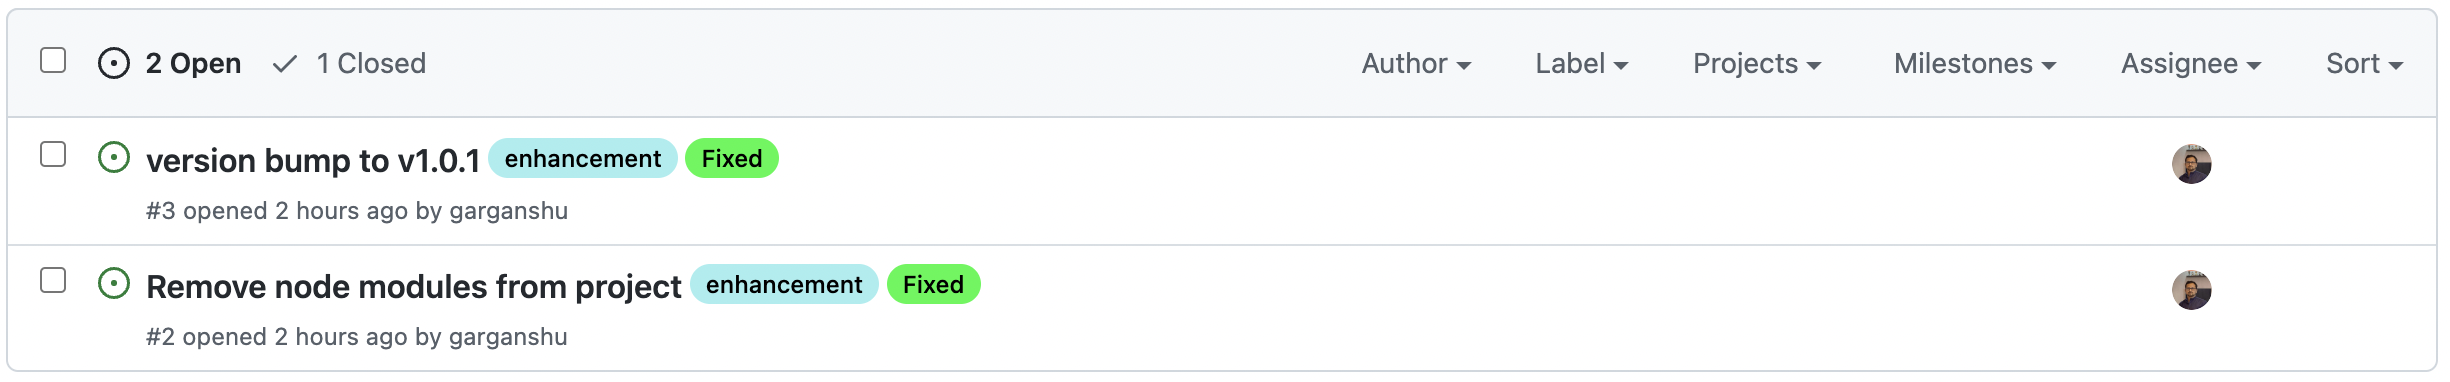 2 Open 1 Closed Author Label Projects Milestones Assignee Sort
version bump to v1.0.1 enhancement Fixed
#3 opened 2 hours ago by garganshu
Remove node modules from project enhancement Fixed
#2 opened 2 hours ago by garganshu